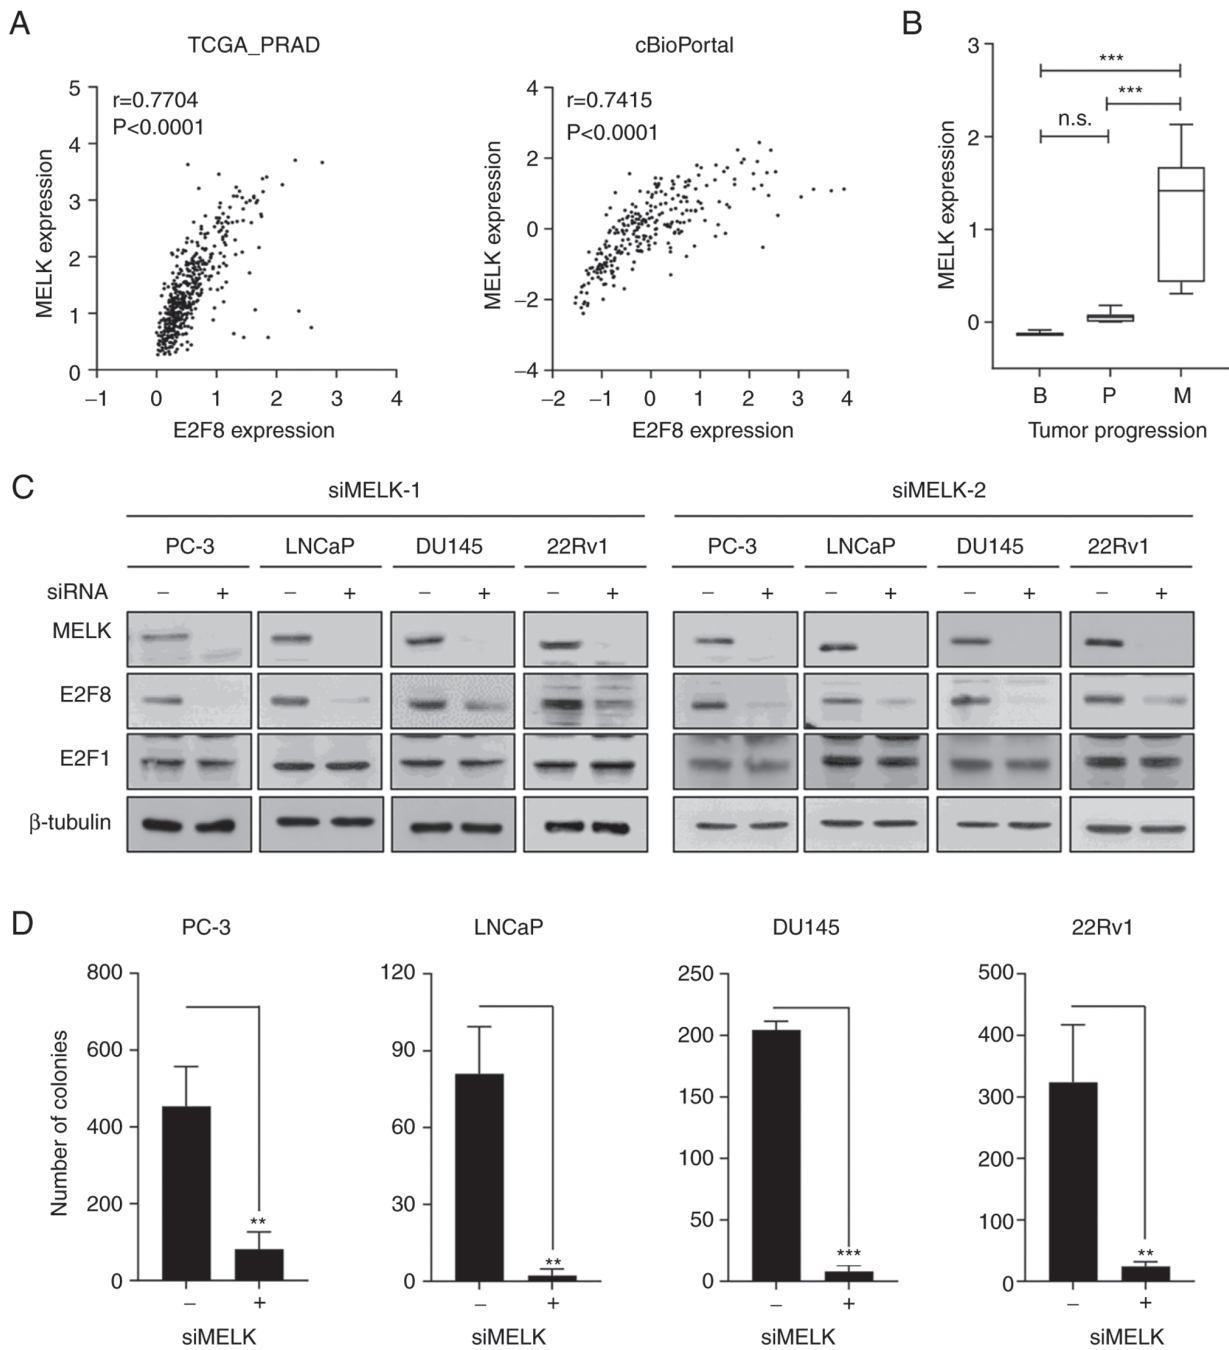 A
TCGA_PRAD
r=0.7704
P<0.0001
MELK expression
5
4
3
2
1
0
–1 0 1 2 3 4
E2F8 expression
cBioPortal
r=0.7415
P<0.0001
MELK expression
4
2
0
–2
–4
–2 –1 0 1 2 3 4
E2F8 expression
B
MELK expression
3
2
1
0
***
***
n.s.
B P M
Tumor progression
C
siMELK-1 siMELK-2
PC-3 LNCaP DU145 22Rv1 PC-3 LNCaP DU145 22Rv1
siRNA – + – + – + – + – + – + – + – +
MELK
E2F8
E2F1
β-tubulin
D
PC-3
Number of colonies
800
600
400
200
0
**
– +
siMELK
LNCaP
120
90
60
30
0
**
– +
siMELK
DU145
250
200
150
100
50
0
***
– +
siMELK
22Rv1
500
400
300
200
100
0
**
– +
siMELK